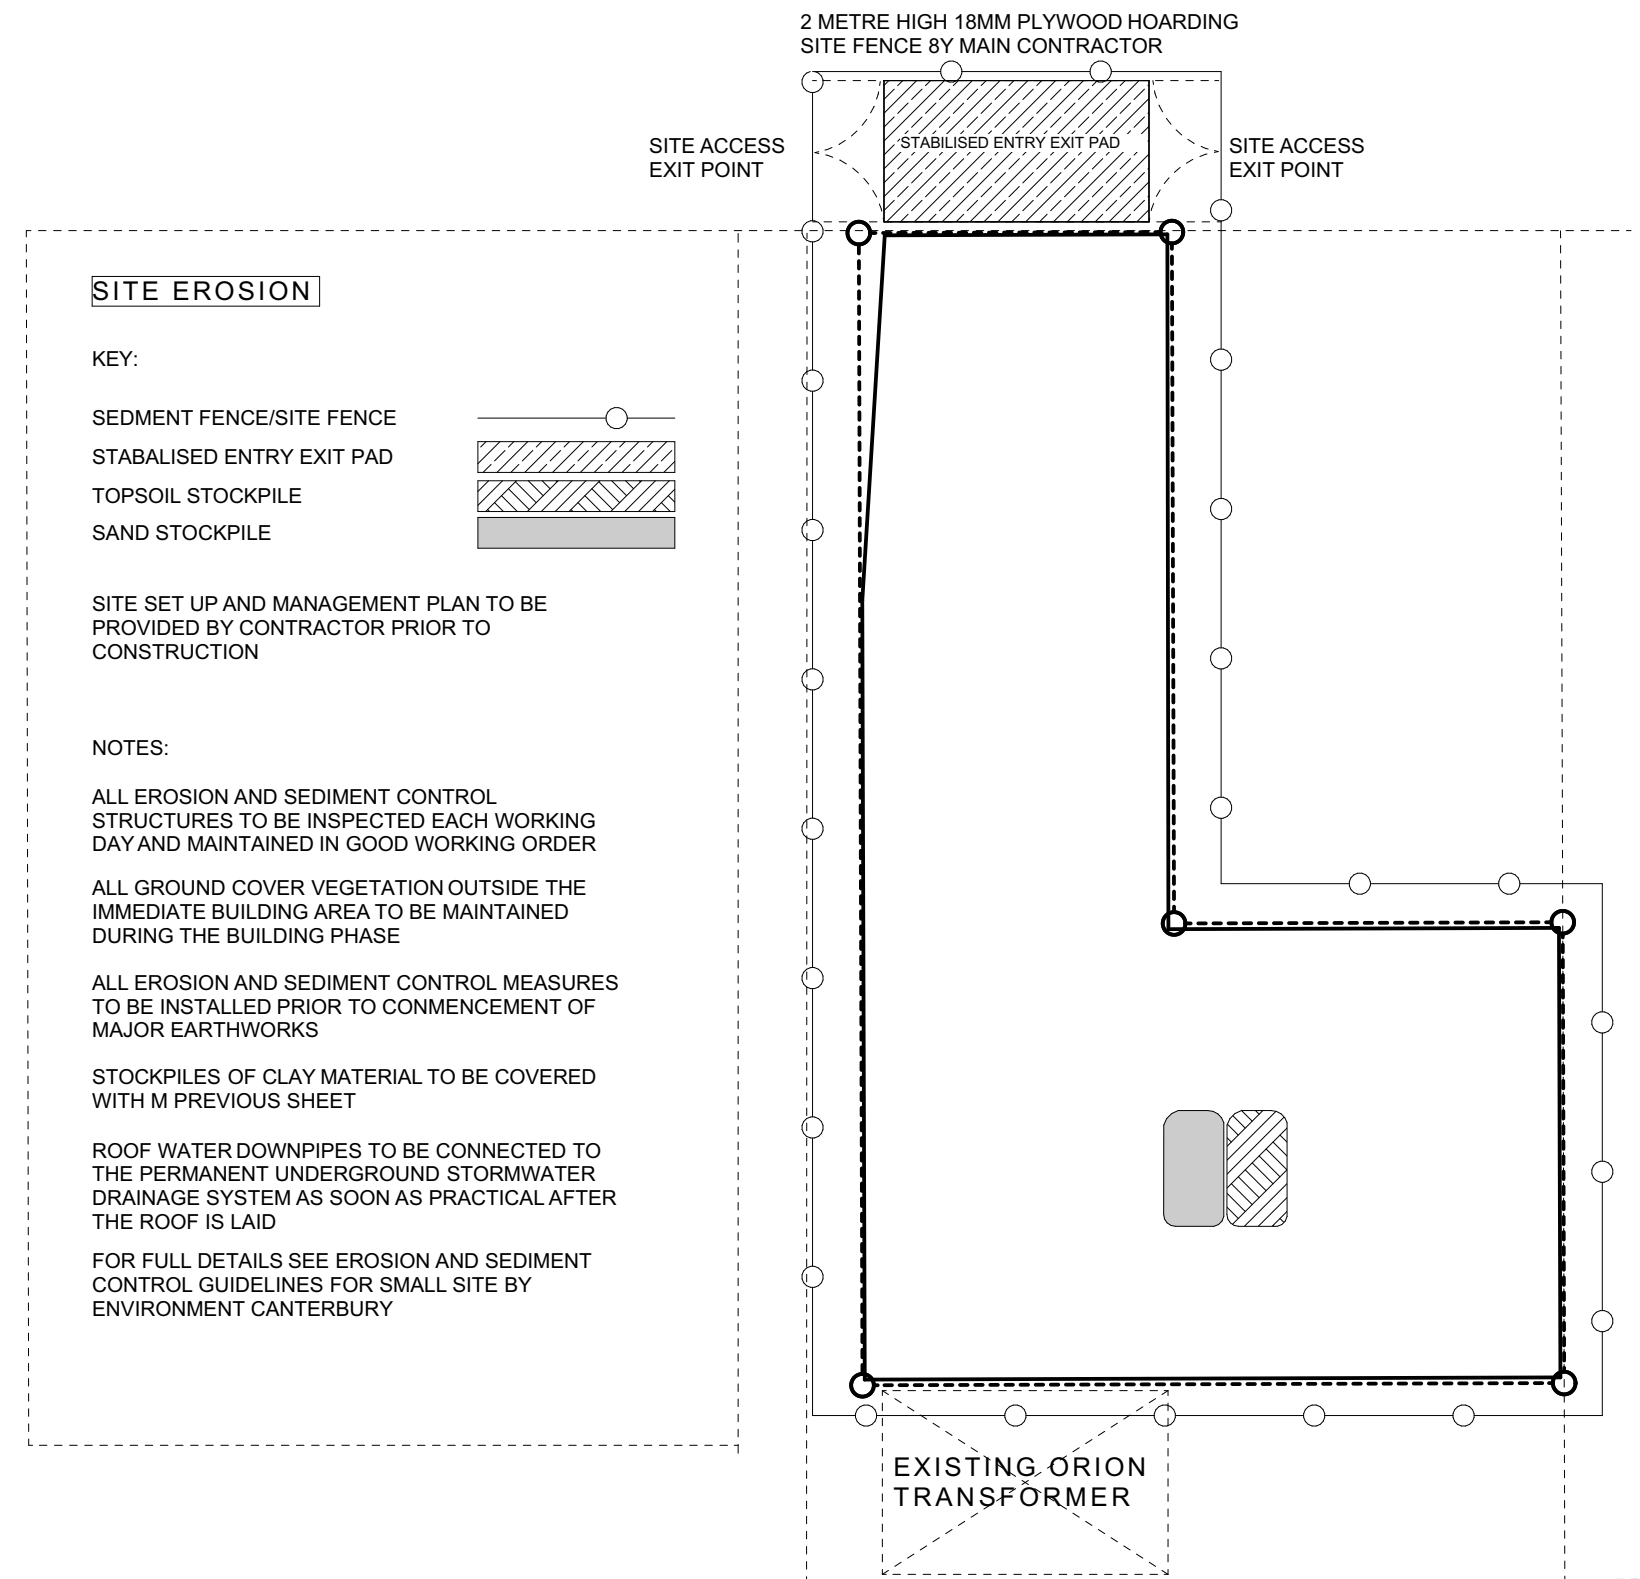 2 METRE HIGH 18MM PLYWOOD HOARDING
SITE FENCE 8Y MAIN CONTRACTOR
SITE ACCESS
EXIT POINT
STABILISED ENTRY EXIT PAD
SITE ACCESS
EXIT POINT
SITE EROSION
KEY:
SEDMENT FENCE/SITE FENCE
STABALISED ENTRY EXIT PAD
TOPSOIL STOCKPILE
SAND STOCKPILE
SITE SET UP AND MANAGEMENT PLAN TO BE
PROVIDED BY CONTRACTOR PRIOR TO
CONSTRUCTION
NOTES:
ALL EROSION AND SEDIMENT CONTROL
STRUCTURES TO BE INSPECTED EACH WORKING
DAY AND MAINTAINED IN GOOD WORKING ORDER
ALL GROUND COVER VEGETATION OUTSIDE THE
IMMEDIATE BUILDING AREA TO BE MAINTAINED
DURING THE BUILDING PHASE
ALL EROSION AND SEDIMENT CONTROL MEASURES
TO BE INSTALLED PRIOR TO CONMENCEMENT OF
MAJOR EARTHWORKS
STOCKPILES OF CLAY MATERIAL TO BE COVERED
WITH M PREVIOUS SHEET
ROOF WATER DOWNPIPES TO BE CONNECTED TO
THE PERMANENT UNDERGROUND STORMWATER
DRAINAGE SYSTEM AS SOON AS PRACTICAL AFTER
THE ROOF IS LAID
FOR FULL DETAILS SEE EROSION AND SEDIMENT
CONTROL GUIDELINES FOR SMALL SITE BY
ENVIRONMENT CANTERBURY
EXISTING ORION
TRANSFORMER